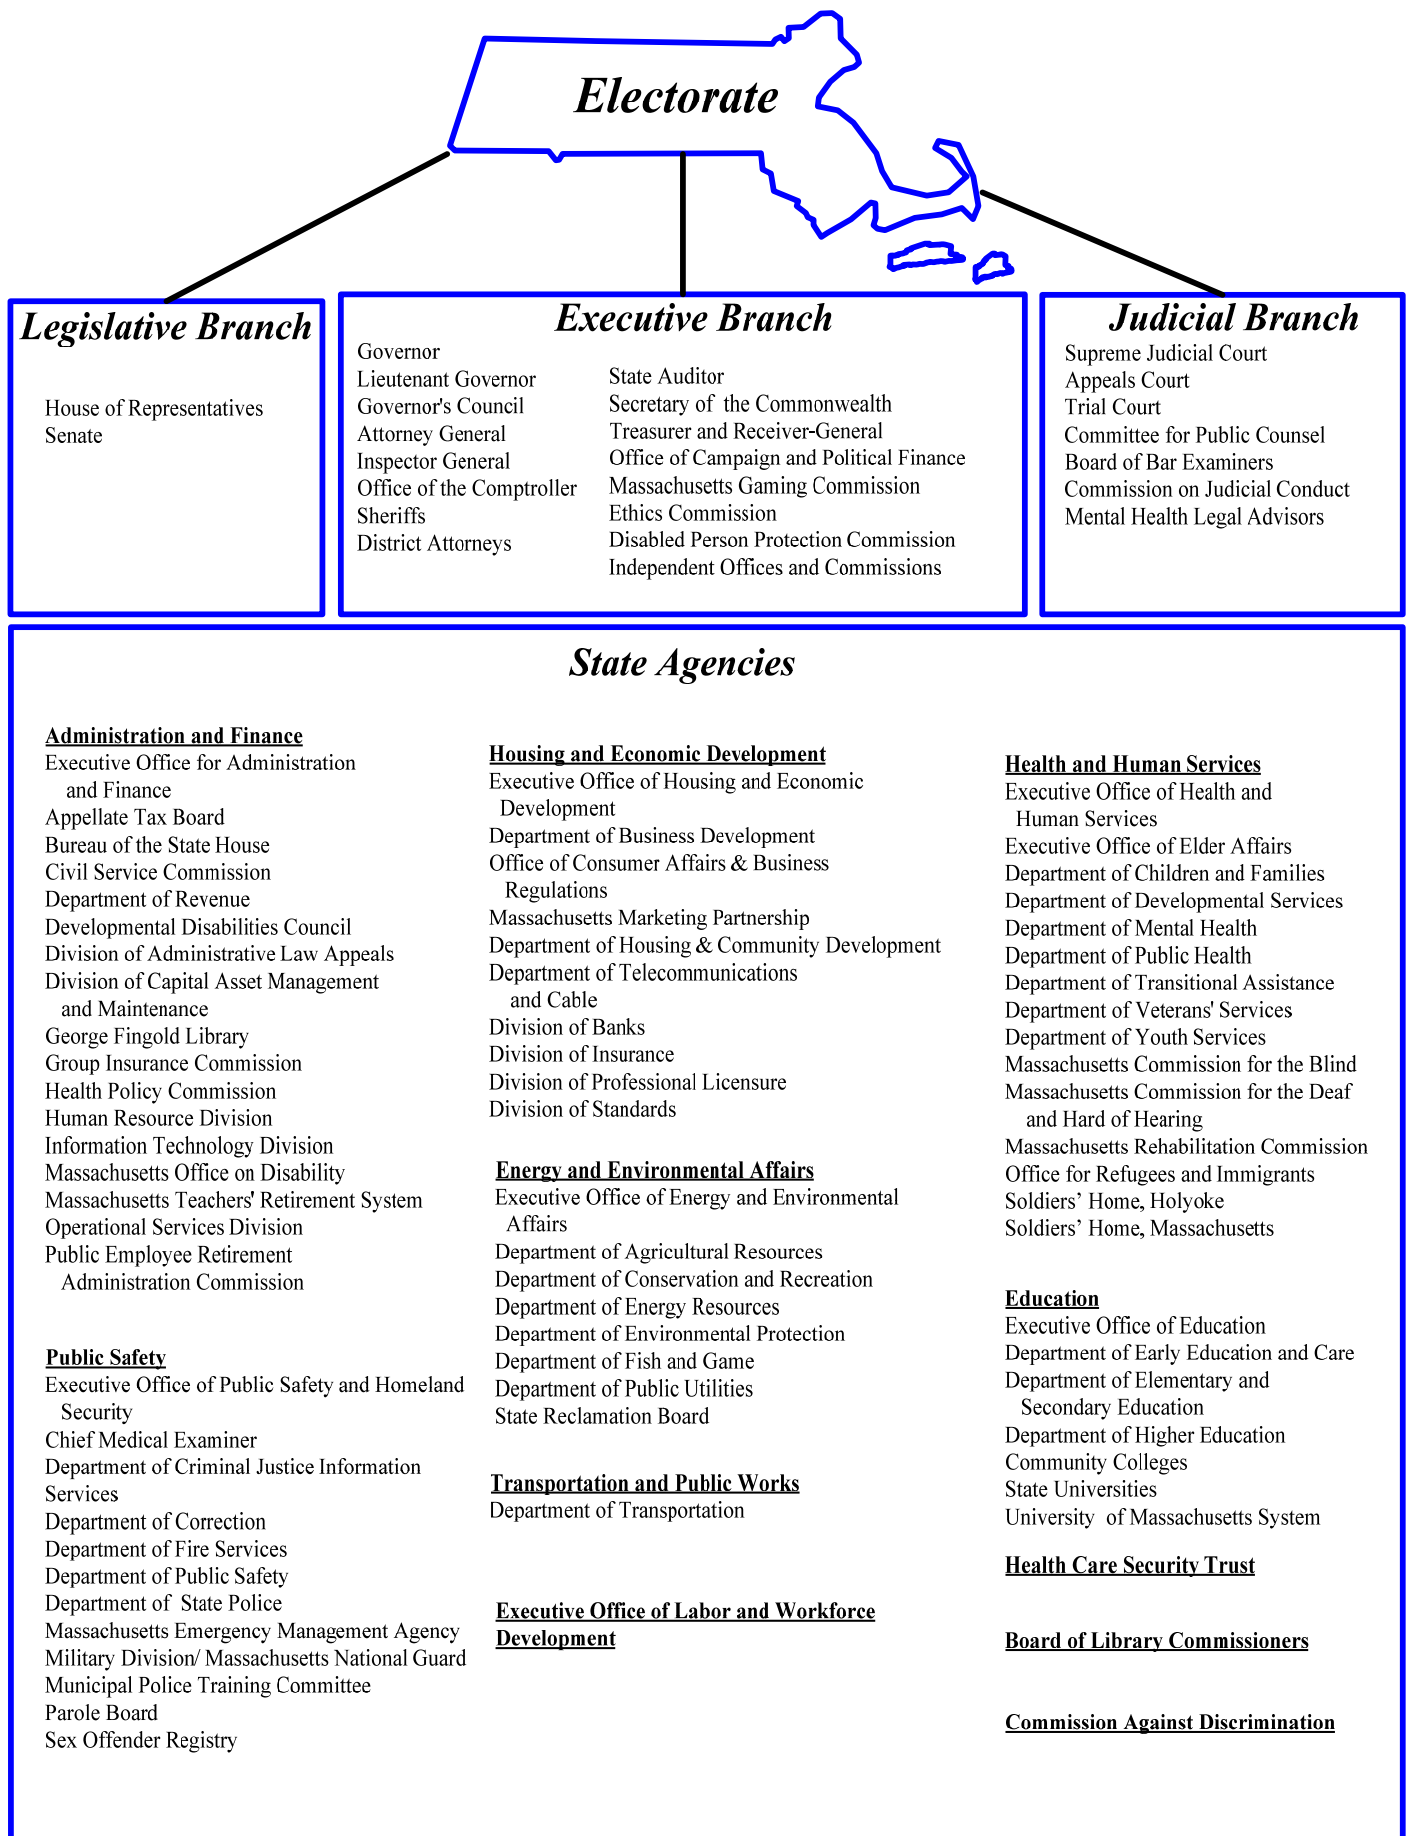 Electorate
Legislative Branch
House of Representatives
Senate
Executive Branch
Governor
Lieutenant Governor
Governor's Council
Attorney General
Inspector General
Office of the Comptroller
Sheriffs
District Attorneys
State Auditor
Secretary of the Commonwealth
Treasurer and Receiver-General
Office of Campaign and Political Finance
Massachusetts Gaming Commission
Ethics Commission
Disabled Person Protection Commission
Independent Offices and Commissions
Judicial Branch
Supreme Judicial Court
Appeals Court
Trial Court
Committee for Public Counsel
Board of Bar Examiners
Commission on Judicial Conduct
Mental Health Legal Advisors
State Agencies
Administration and Finance
Executive Office for Administration
and Finance
Appellate Tax Board
Bureau of the State House
Civil Service Commission
Department of Revenue
Developmental Disabilities Council
Division of Administrative Law Appeals
Division of Capital Asset Management
and Maintenance
George Fingold Library
Group Insurance Commission
Health Policy Commission
Human Resource Division
Information Technology Division
Massachusetts Office on Disability
Massachusetts Teachers' Retirement System
Operational Services Division
Public Employee Retirement
Administration Commission
Public Safety
Executive Office of Public Safety and Homeland
Security
Chief Medical Examiner
Department of Criminal Justice Information
Services
Department of Correction
Department of Fire Services
Department of Public Safety
Department of State Police
Massachusetts Emergency Management Agency
Military Division/ Massachusetts National Guard
Municipal Police Training Committee
Parole Board
Sex Offender Registry
Housing and Economic Development
Executive Office of Housing and Economic
Development
Department of Business Development
Office of Consumer Affairs & Business
Regulations
Massachusetts Marketing Partnership
Department of Housing & Community Development
Department of Telecommunications
and Cable
Division of Banks
Division of Insurance
Division of Professional Licensure
Division of Standards
Energy and Environmental Affairs
Executive Office of Energy and Environmental
Affairs
Department of Agricultural Resources
Department of Conservation and Recreation
Department of Energy Resources
Department of Environmental Protection
Department of Fish and Game
Department of Public Utilities
State Reclamation Board
Transportation and Public Works
Department of Transportation
Executive Office of Labor and Workforce
Development
Health and Human Services
Executive Office of Health and
Human Services
Executive Office of Elder Affairs
Department of Children and Families
Department of Developmental Services
Department of Mental Health
Department of Public Health
Department of Transitional Assistance
Department of Veterans' Services
Department of Youth Services
Massachusetts Commission for the Blind
Massachusetts Commission for the Deaf
and Hard of Hearing
Massachusetts Rehabilitation Commission
Office for Refugees and Immigrants
Soldiers’ Home, Holyoke
Soldiers’ Home, Massachusetts
Education
Executive Office of Education
Department of Early Education and Care
Department of Elementary and
Secondary Education
Department of Higher Education
Community Colleges
State Universities
University of Massachusetts System
Health Care Security Trust
Board of Library Commissioners
Commission Against Discrimination